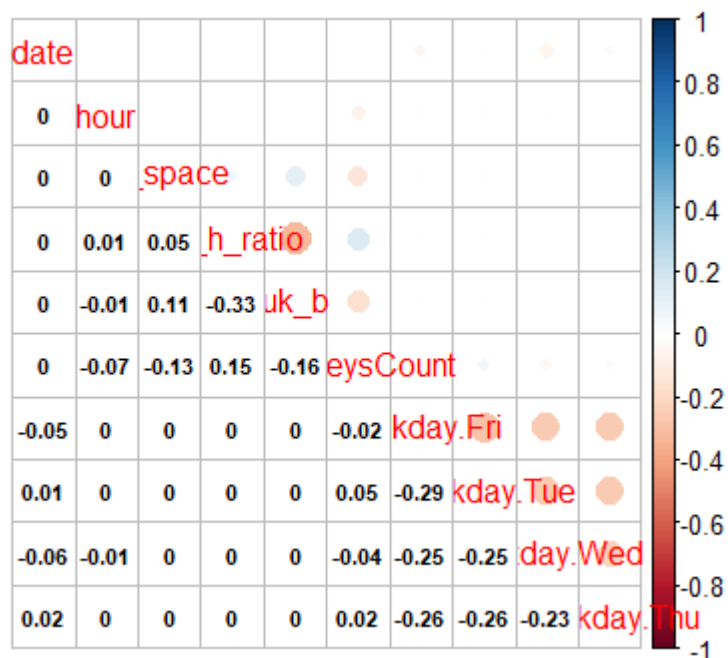 date
0 hour
0 0 _space
0 0.01 0.05 _h_ratio
0 -0.01 0.11 -0.33 uk_b
0 -0.07 -0.13 0.15 -0.16 eysCount
-0.05 0 0 0 0 -0.02 kday.Fri
0.01 0 0 0 0 0.05 -0.29 kday.Tue
-0.06 -0.01 0 0 0 -0.04 -0.25 -0.25 .day.Wed
0.02 0 0 0 0 0.02 -0.26 -0.26 -0.23 kday.Thu
1
0.8
0.6
0.4
0.2
0
-0.2
-0.4
-0.6
-0.8
-1